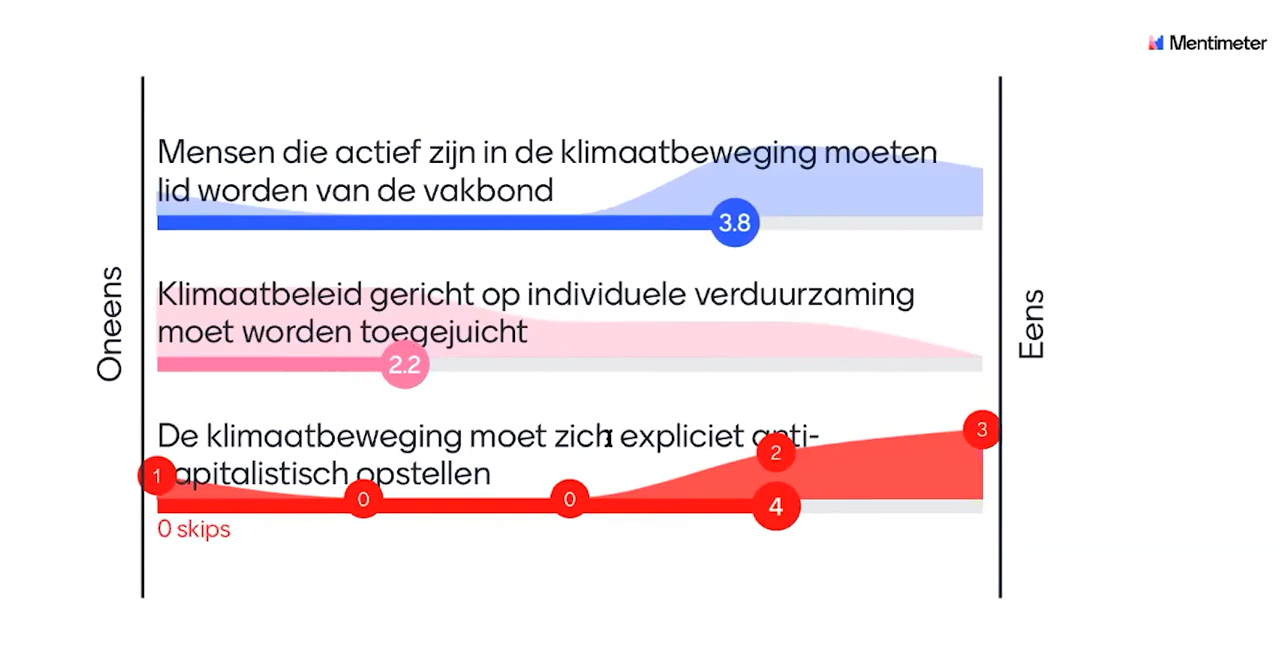 Mentimeter
Mensen die actief zijn in de klimaatbeweging moeten
lid worden van de vakbond
3.8
Oneens
Eens
Klimaatbeleid gericht op individuele verduurzaming
moet worden toegejuicht
2.2
De klimaatbeweging moet zich expliciet anti-
kapitalistisch opstellen
1
0
0
2
3
4
0 skips